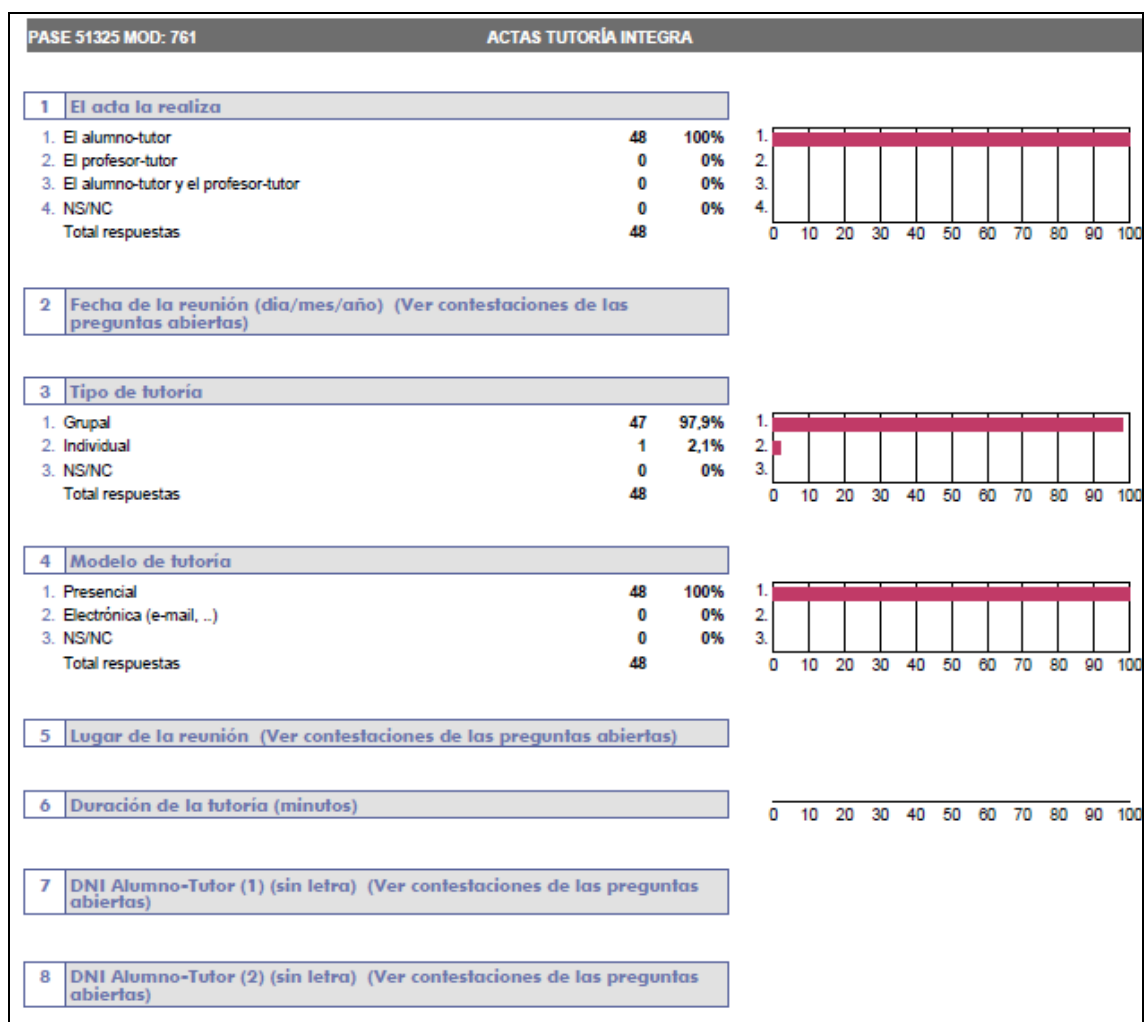 PASE 51325 MOD: 761 ACTAS TUTORÍA INTEGRA
1 El acta la realiza
1. El alumno-tutor 48 100% 1.
2. El profesor-tutor 0 0% 2.
3. El alumno-tutor y el profesor-tutor 0 0% 3.
4. NS/NC 0 0% 4.
Total respuestas 48
0 10 20 30 40 50 60 70 80 90 100
2 Fecha de la reunión (dia/mes/año) (Ver contestaciones de las
preguntas abiertas)
3 Tipo de tutoría
1. Grupal 47 97,9% 1.
2. Individual 1 2,1% 2.
3. NS/NC 0 0% 3.
Total respuestas 48
0 10 20 30 40 50 60 70 80 90 100
4 Modelo de tutoría
1. Presencial 48 100% 1.
2. Electrónica (e-mail, ..) 0 0% 2.
3. NS/NC 0 0% 3.
Total respuestas 48
0 10 20 30 40 50 60 70 80 90 100
5 Lugar de la reunión (Ver contestaciones de las preguntas abiertas)
6 Duración de la tutoría (minutos)
0 10 20 30 40 50 60 70 80 90 100
7 DNI Alumno-Tutor (1) (sin letra) (Ver contestaciones de las preguntas
abiertas)
8 DNI Alumno-Tutor (2) (sin letra) (Ver contestaciones de las preguntas
abiertas)